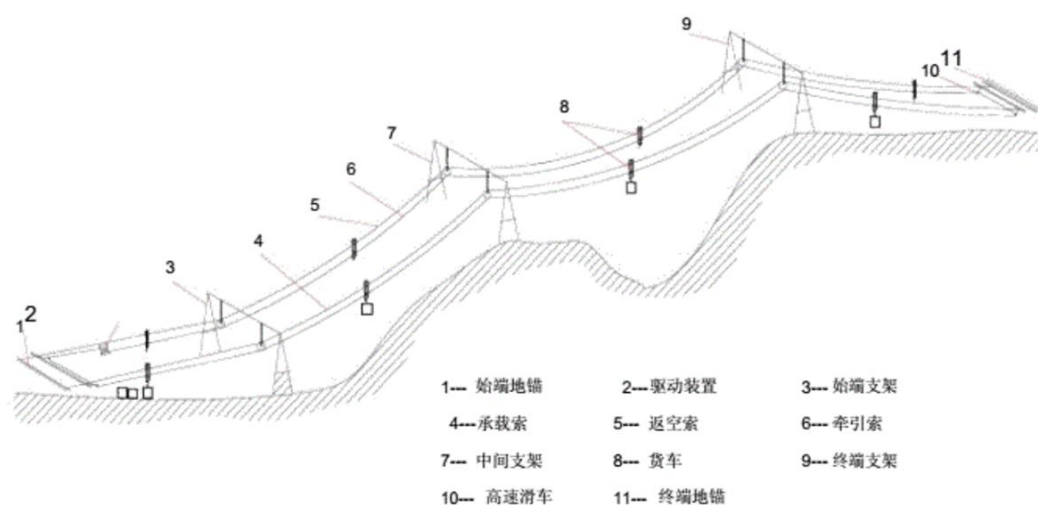 9
11
10
8
7
6
5
4
3
2
1
1--- 始端地锚 2---驱动装置 3---始端支架
4---承载索 5--- 返空索 6---牵引索
7--- 中间支架 8--- 货车 9---终端支架
10--- 高速滑车 11--- 终端地锚